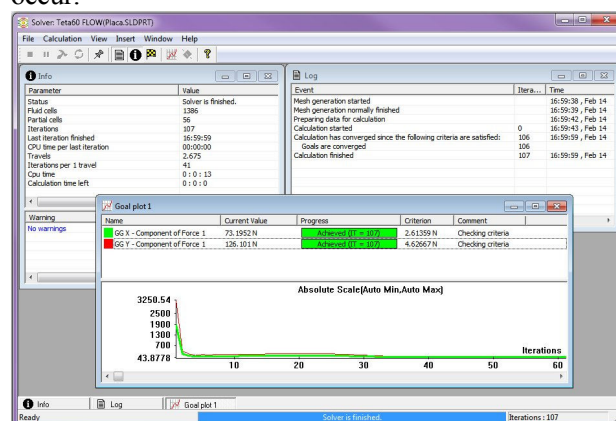 occur.
Solver: Teta60 FLOW(Placa.SLDPRT)
File Calculation View Insert Window Help
Info
Parameter Value
Status Solver is finished.
Fluid cells 1386
Partial cells 56
Iterations 107
Last iteration finished 16:59:59
CPU time per last iteration 00:00:00
Travels 2.675
Iterations per 1 travel 41
Cpu time 0 : 0 : 13
Calculation time left 0 : 0 : 0
Warning
No warnings
Log
Event Itera... Time
Mesh generation started 16:59:38 , Feb 14
Mesh generation normally finished 16:59:39 , Feb 14
Preparing data for calculation 16:59:42 , Feb 14
Calculation started 0 16:59:43 , Feb 14
Calculation has converged since the following criteria are satisfied: 106 16:59:59 , Feb 14
Goals are converged 106
Calculation finished 107 16:59:59 , Feb 14
Goal plot 1
Name Current Value Progress Criterion Comment
GG X - Component of Force 1 73.1952 N Achieved (IT = 107) 2.61359 N Checking criteria
GG Y - Component of Force 1 126.101 N Achieved (IT = 107) 4.62667 N Checking criteria
Absolute Scale(Auto Min,Auto Max)
3250.54
2500
1900
1300
700
43.8778
Iterations
10 20 30 40 50 60
Info Log Goal plot 1
Ready Solver is finished. Iterations : 107